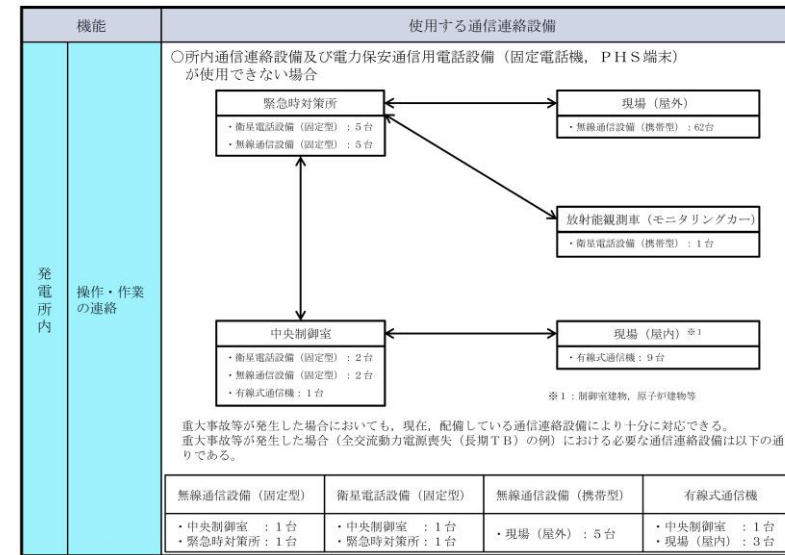 機能
使用する通信連絡設備
発電所内
操作・作業
の連絡
○所内通信連絡設備及び電力保安通信用電話設備（固定電話機，ＰＨＳ端末）
が使用できない場合
緊急時対策所
・衛星電話設備（固定型）：５台
・無線通信設備（固定型）：５台
現場（屋外）
・無線通信設備（携帯型）：62台
放射能観測車（モニタリングカー）
・衛星電話設備（携帯型）：１台
中央制御室
・衛星電話設備（固定型）：２台
・無線通信設備（固定型）：２台
・有線式通信機：１台
現場（屋内）※１
・有線式通信機：９台
※１：制御室建物，原子炉建物等
重大事故等が発生した場合においても，現在，配備している通信連絡設備により十分に対応できる。
重大事故等が発生した場合（全交流動力電源喪失（長期ＴＢ）の例）における必要な通信連絡設備は以下の通
りである。
無線通信設備（固定型）
衛星電話設備（固定型）
無線通信設備（携帯型）
有線式通信機
・中央制御室　：１台
・緊急時対策所：１台
・中央制御室　：１台
・緊急時対策所：１台
・現場（屋外）：５台
・中央制御室　：１台
・現場（屋内）：３台